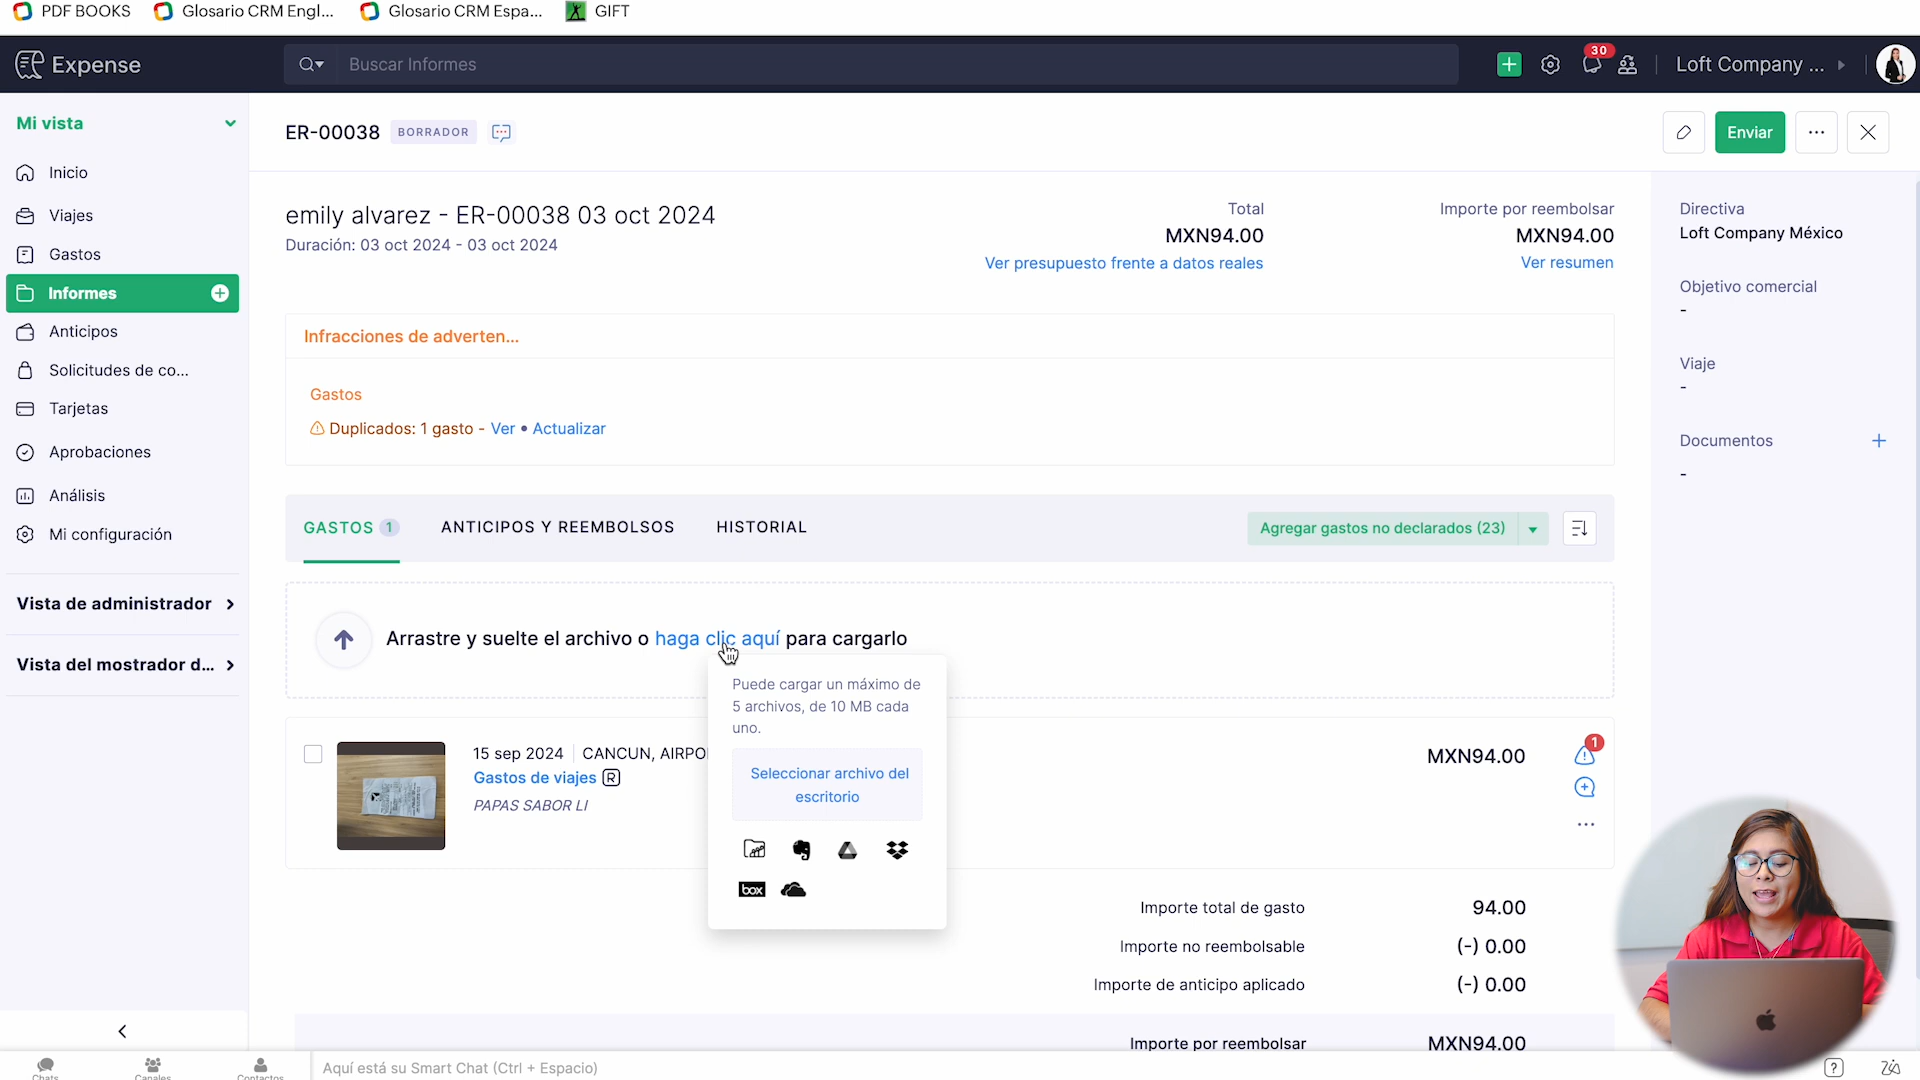 PDF BOOKS
Glosario CRM Engl...
Glosario CRM Espa...
GIFT
Expense
Buscar Informes
30
Loft Company ...
Mi vista
Inicio
Viajes
Gastos
Informes
Anticipos
Solicitudes de co...
Tarjetas
Aprobaciones
Análisis
Mi configuración
Vista de administrador
Vista del mostrador d...
ER-00038
BORRADOR
Enviar
emily alvarez - ER-00038 03 oct 2024
Duración: 03 oct 2024 - 03 oct 2024
Total
MXN94.00
Ver presupuesto frente a datos reales
Importe por reembolsar
MXN94.00
Ver resumen
Infracciones de adverten...
Gastos
Duplicados: 1 gasto - Ver • Actualizar
GASTOS 1
ANTICIPOS Y REEMBOLSOS
HISTORIAL
Agregar gastos no declarados (23)
Arrastre y suelte el archivo o haga clic aquí para cargarlo
Puede cargar un máximo de
5 archivos, de 10 MB cada
uno.
Seleccionar archivo del
escritorio
box
15 sep 2024
CANCUN, AIRPO
Gastos de viajes R
PAPAS SABOR LI
MXN94.00
1
Importe total de gasto
94.00
Importe no reembolsable
(-) 0.00
Importe de anticipo aplicado
(-) 0.00
Importe por reembolsar
MXN94.00
Directiva
Loft Company México
Objetivo comercial
-
Viaje
-
Documentos
-
Chats
Canales
Contactos
Aquí está su Smart Chat (Ctrl + Espacio)